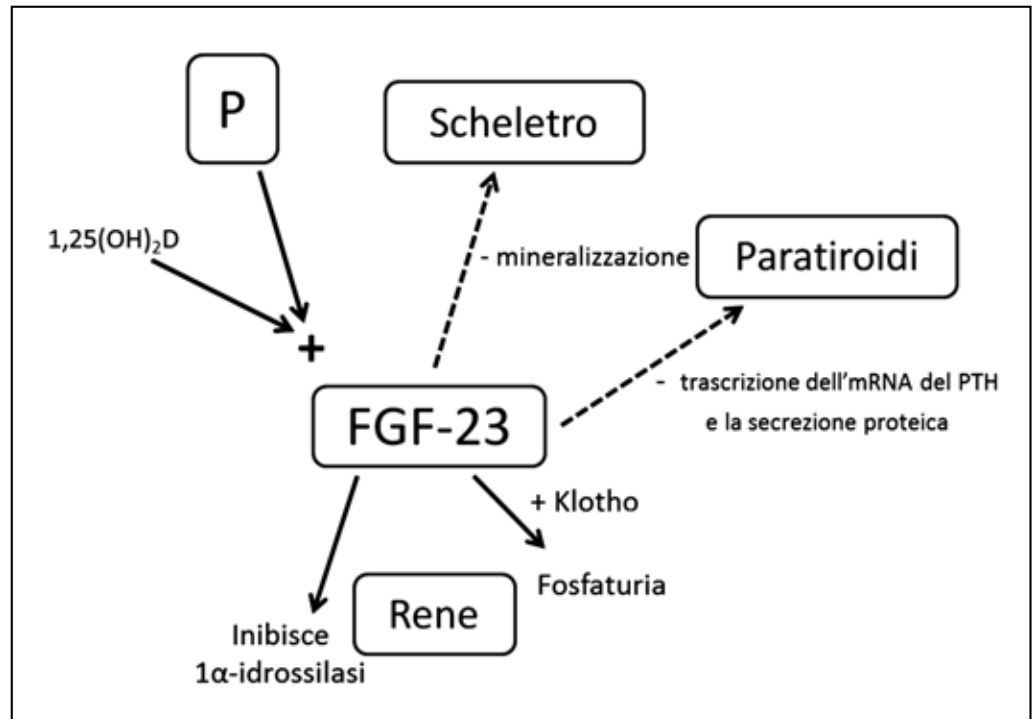 P
Scheletro
1,25(OH)₂D
- mineralizzazione
Paratiroidi
+
- trascrizione dell'mRNA del PTH
e la secrezione proteica
FGF-23
+ Klotho
Fosfaturia
Rene
Inibisce
1α-idrossilasi